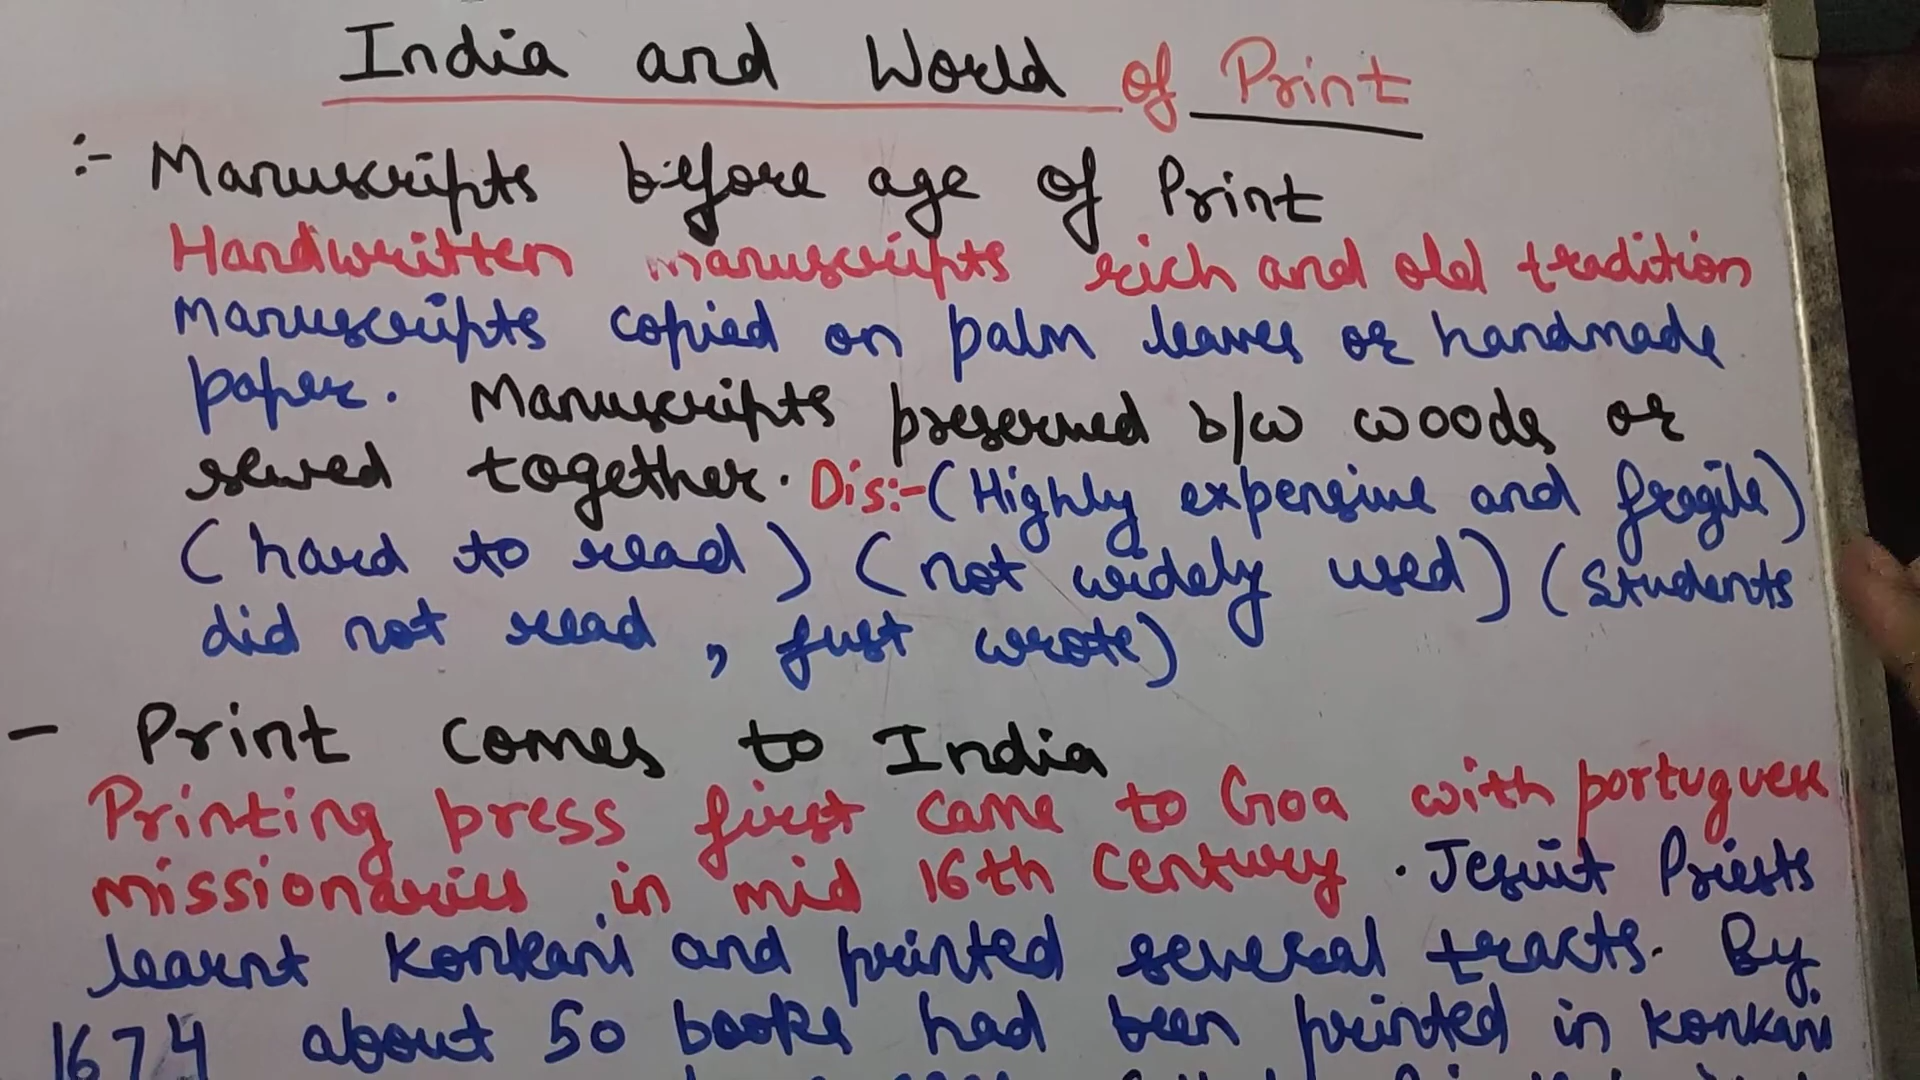 India and World of Print
:- Manuscripts before age of Print
Handwritten manuscripts rich and old tradition
Manuscripts copied on palm leaves or handmade
paper. Manuscripts preserved b/w woods or
sewed together. Dis:- (Highly expensive and fragile)
(hard to read) (not widely used) (Students
did not read, just wrote)
- Print comes to India
Printing press first came to Goa with portuguese
missionaries in mid 16th Century. Jesuit Priests
learnt Konkani and printed several tracts. By
1674 about 50 books had been printed in Konkani